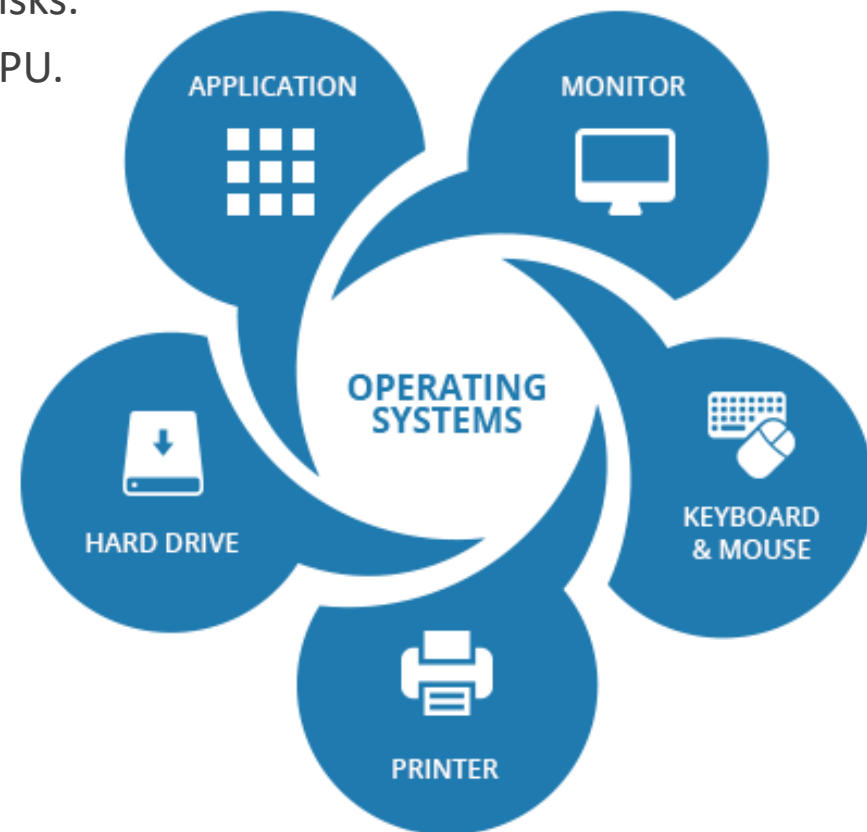 PU.
APPLICATION
MONITOR
OPERATING
SYSTEMS
KEYBOARD
& MOUSE
HARD DRIVE
PRINTER